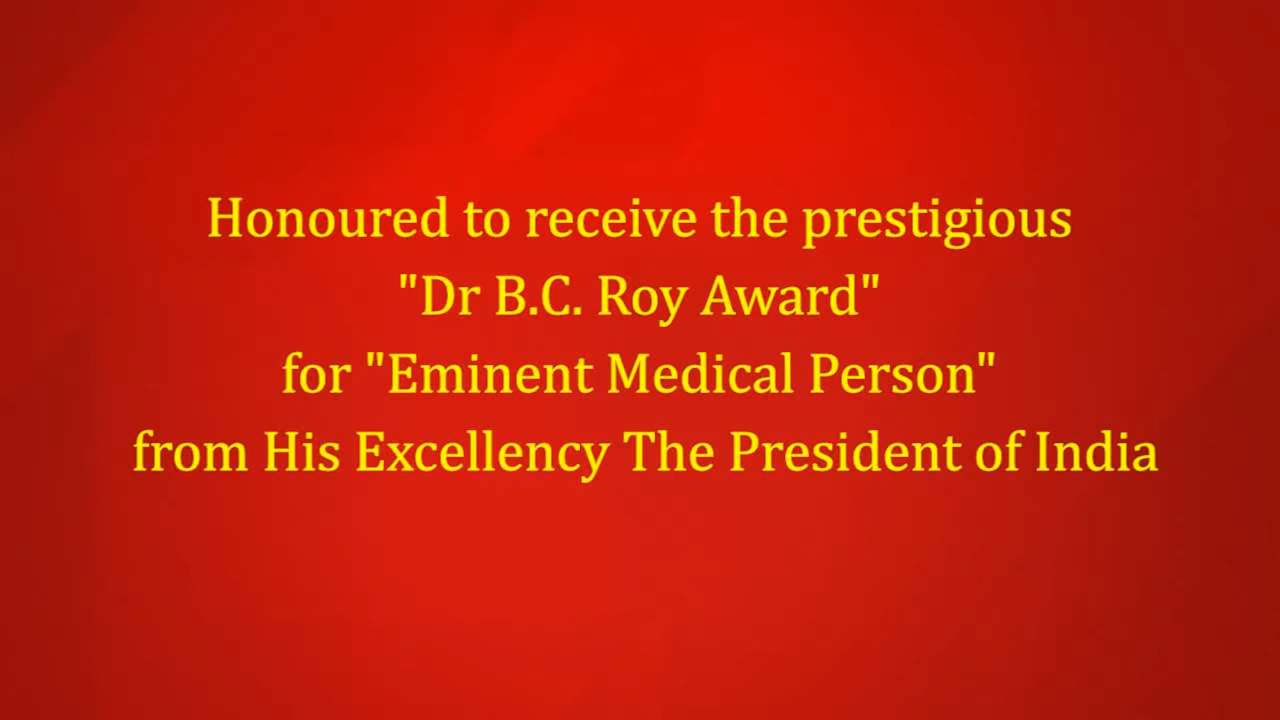 Honoured to receive the prestigious
"Dr B.C. Roy Award"
for "Eminent Medical Person"
from His Excellency The President of India